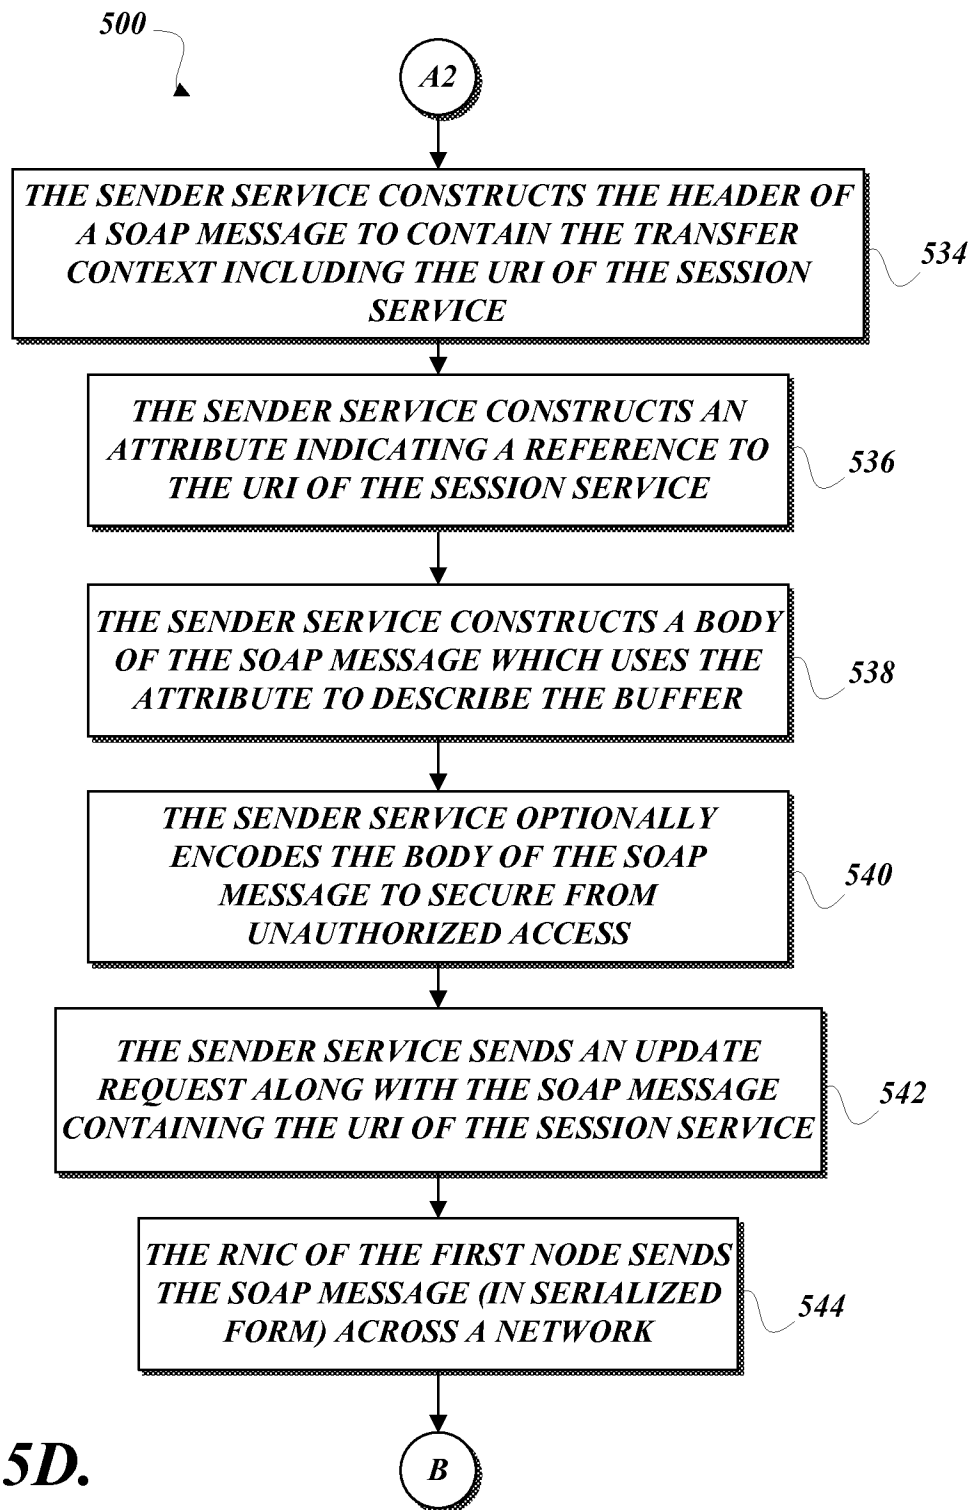 500
A2
THE SENDER SERVICE CONSTRUCTS THE HEADER OF
A SOAP MESSAGE TO CONTAIN THE TRANSFER
CONTEXT INCLUDING THE URI OF THE SESSION
SERVICE
534
THE SENDER SERVICE CONSTRUCTS AN
ATTRIBUTE INDICATING A REFERENCE TO
THE URI OF THE SESSION SERVICE
536
THE SENDER SERVICE CONSTRUCTS A BODY
OF THE SOAP MESSAGE WHICH USES THE
ATTRIBUTE TO DESCRIBE THE BUFFER
538
THE SENDER SERVICE OPTIONALLY
ENCODES THE BODY OF THE SOAP
MESSAGE TO SECURE FROM
UNAUTHORIZED ACCESS
540
THE SENDER SERVICE SENDS AN UPDATE
REQUEST ALONG WITH THE SOAP MESSAGE
CONTAINING THE URI OF THE SESSION SERVICE
542
THE RNIC OF THE FIRST NODE SENDS
THE SOAP MESSAGE (IN SERIALIZED
FORM) ACROSS A NETWORK
544
B
5D.